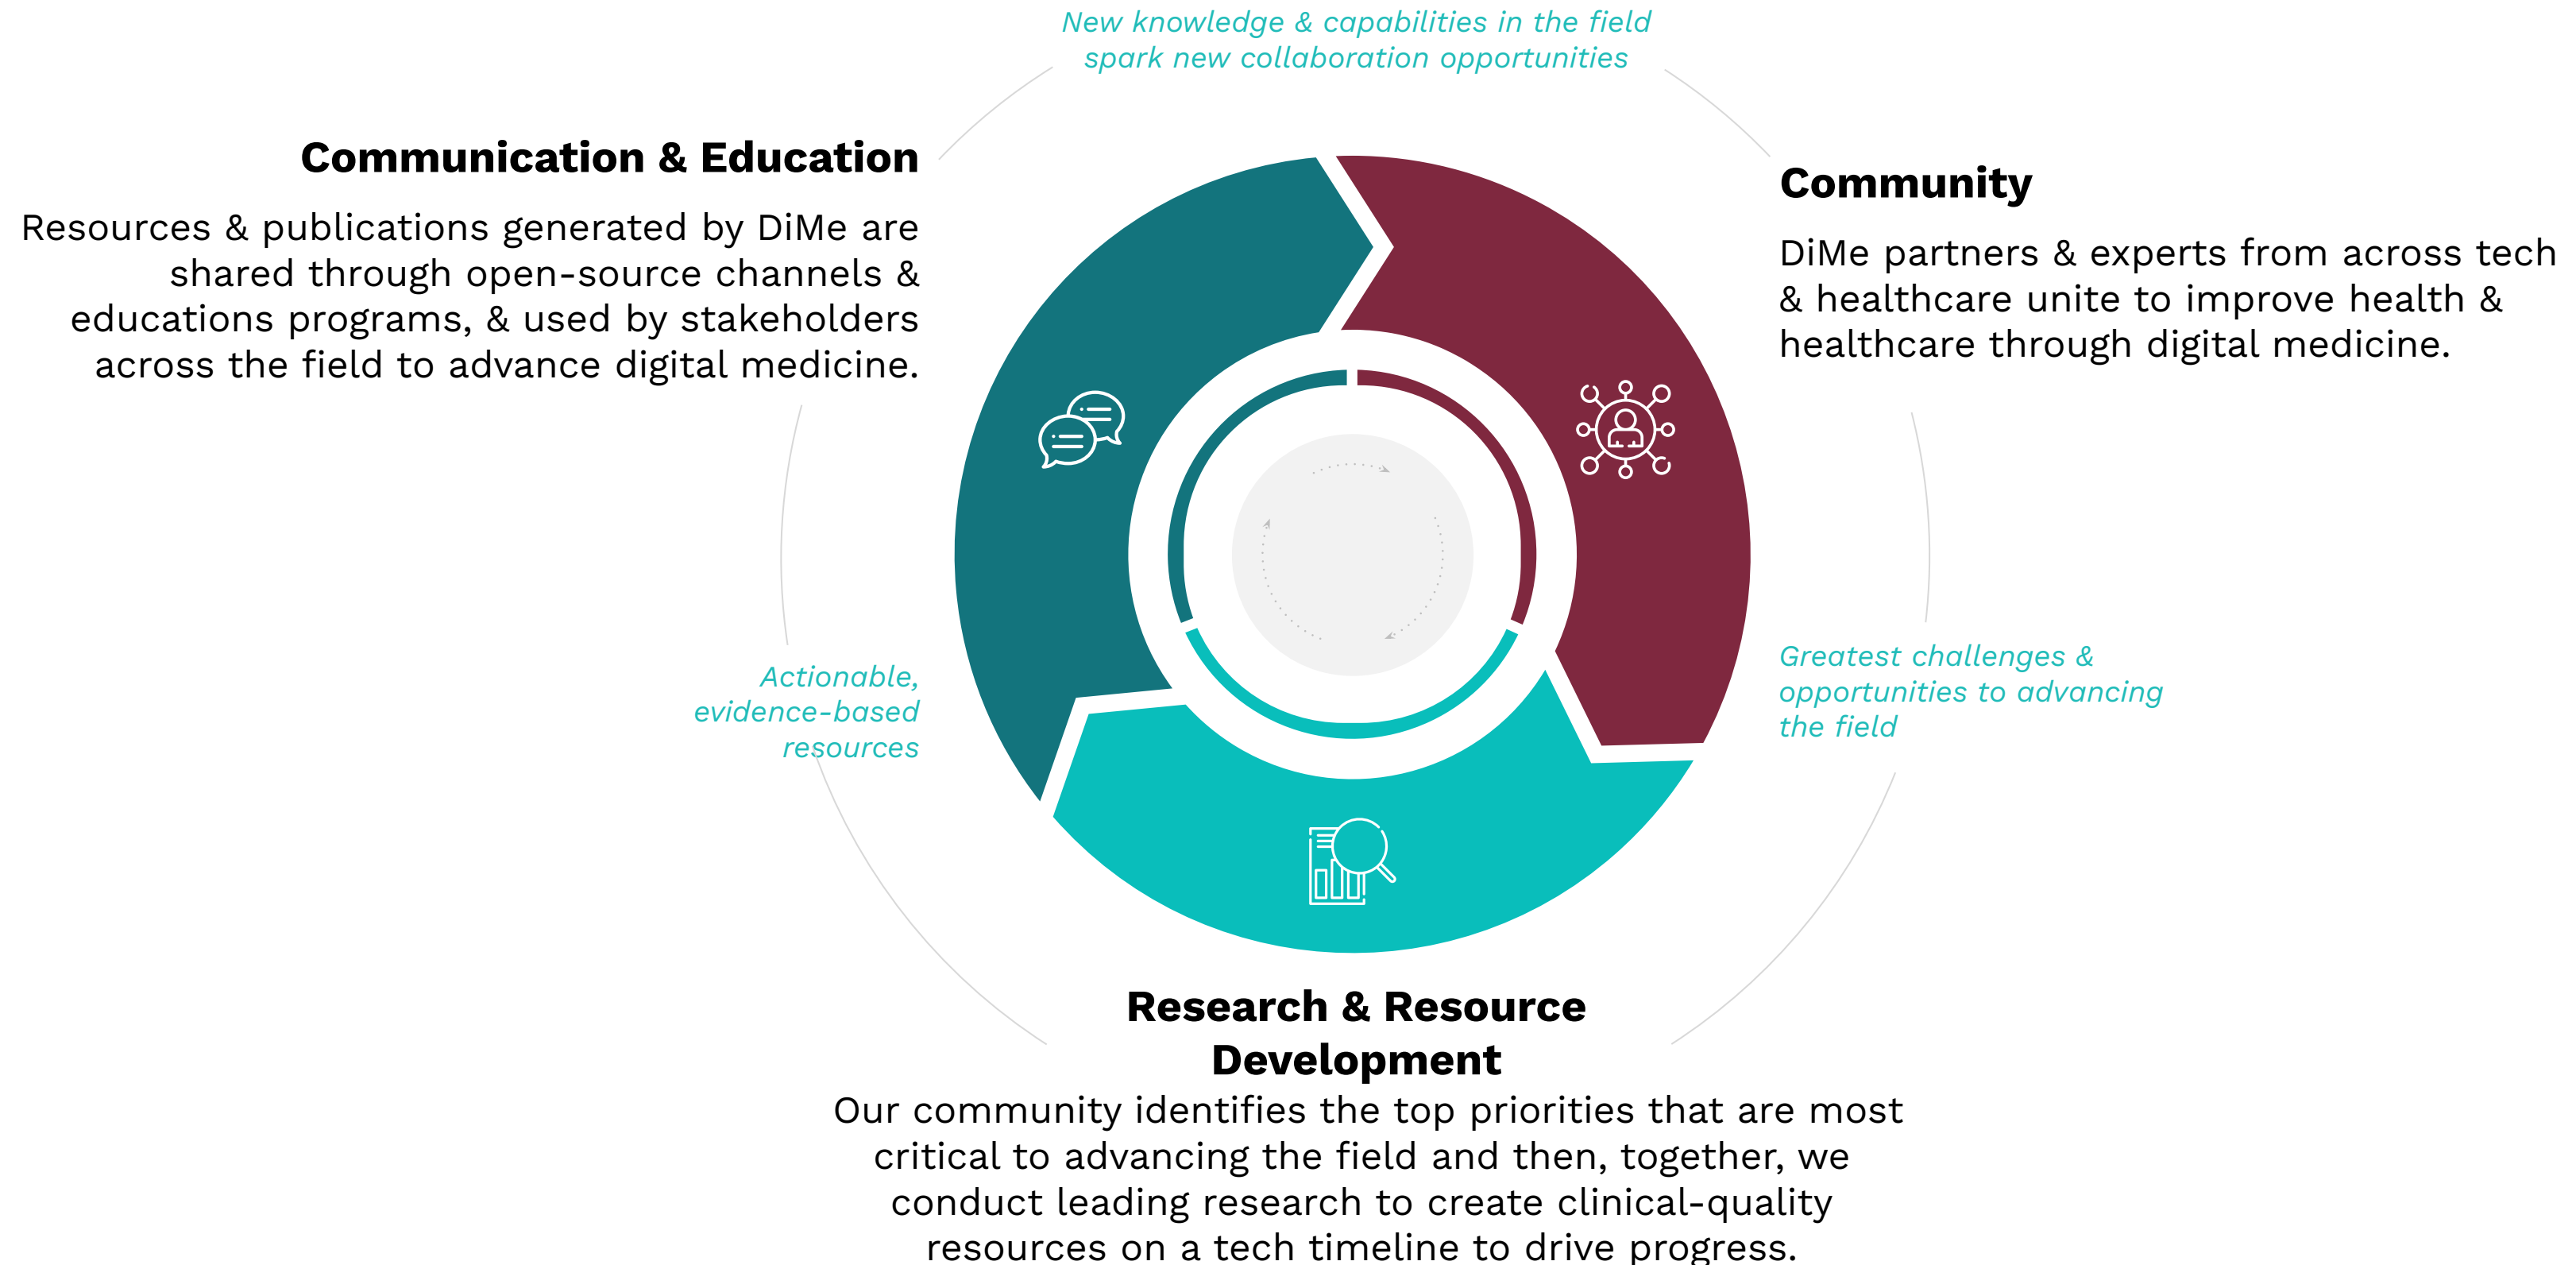 New knowledge & capabilities in the field
spark new collaboration opportunities
Communication & Education
Resources & publications generated by DiMe are
shared through open-source channels &
educations programs, & used by stakeholders
across the field to advance digital medicine.
Community
DiMe partners & experts from across tech
& healthcare unite to improve health &
healthcare through digital medicine.
Actionable,
evidence-based
resources
Greatest challenges &
opportunities to advancing
the field
Research & Resource
Development
Our community identifies the top priorities that are most
critical to advancing the field and then, together, we
conduct leading research to create clinical-quality
resources on a tech timeline to drive progress.